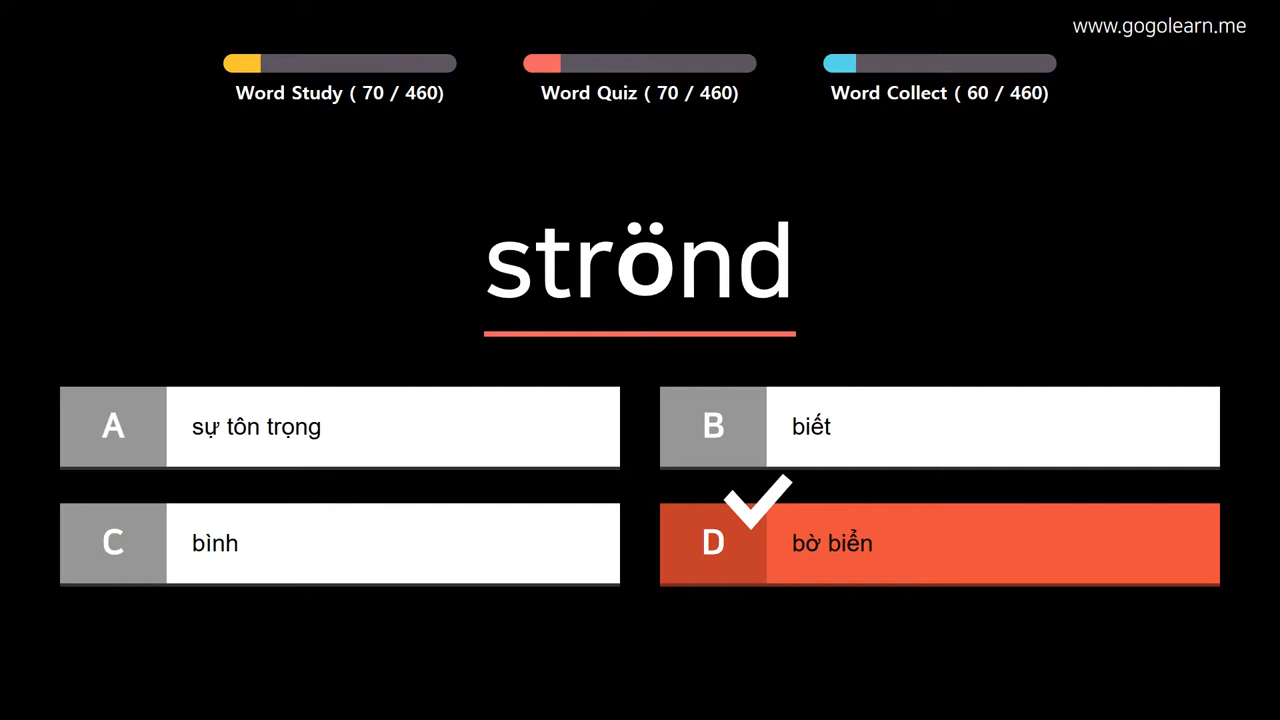 www.gogolearn.me
Word Study ( 70 / 460)
Word Quiz ( 70 / 460)
Word Collect ( 60 / 460)
strönd
A
sự tôn trọng
B
biết
C
bình
D
bờ biển